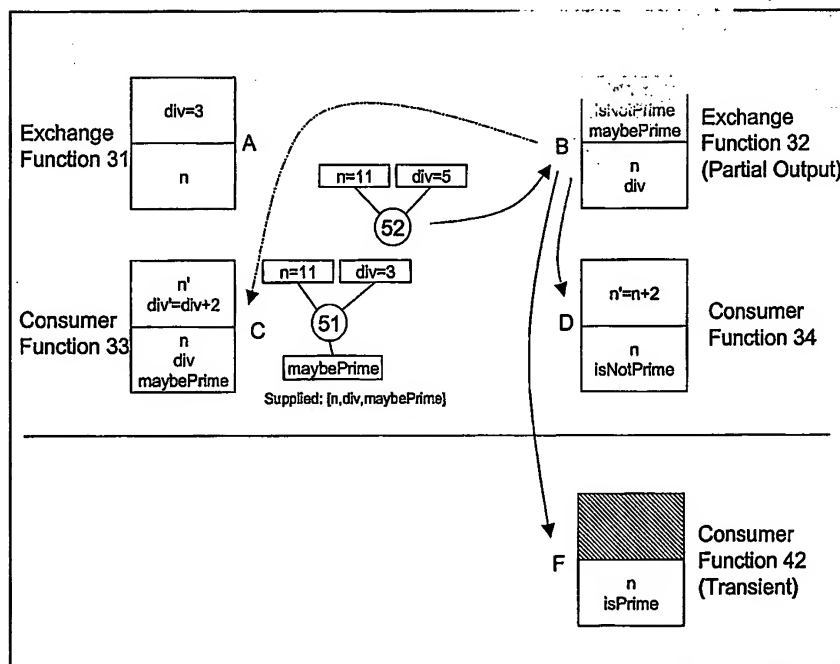 Exchange
Function 31
div=3
n
A
B
isNotPrime
maybePrime
n
div
Exchange
Function 32
(Partial Output)
n=11
div=5
52
Consumer
Function 33
n'
div'=div+2
n
div
maybePrime
C
n=11
div=3
51
maybePrime
Supplied: {n,div,maybePrime}
D
n'=n+2
n
isNotPrime
Consumer
Function 34
F
n
isPrime
Consumer
Function 42
(Transient)